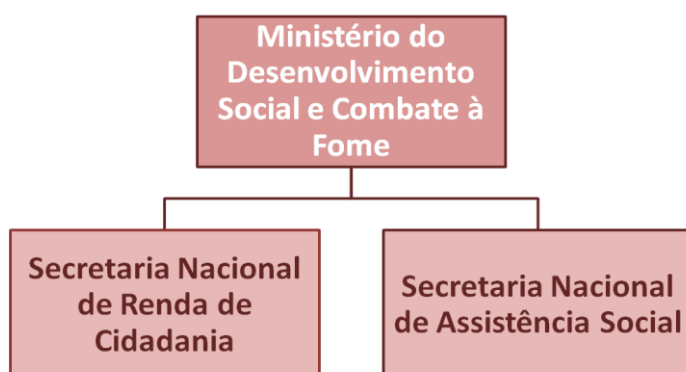 Ministério do
Desenvolvimento
Social e Combate à
Fome
Secretaria Nacional
de Renda de
Cidadania
Secretaria Nacional
de Assistência Social